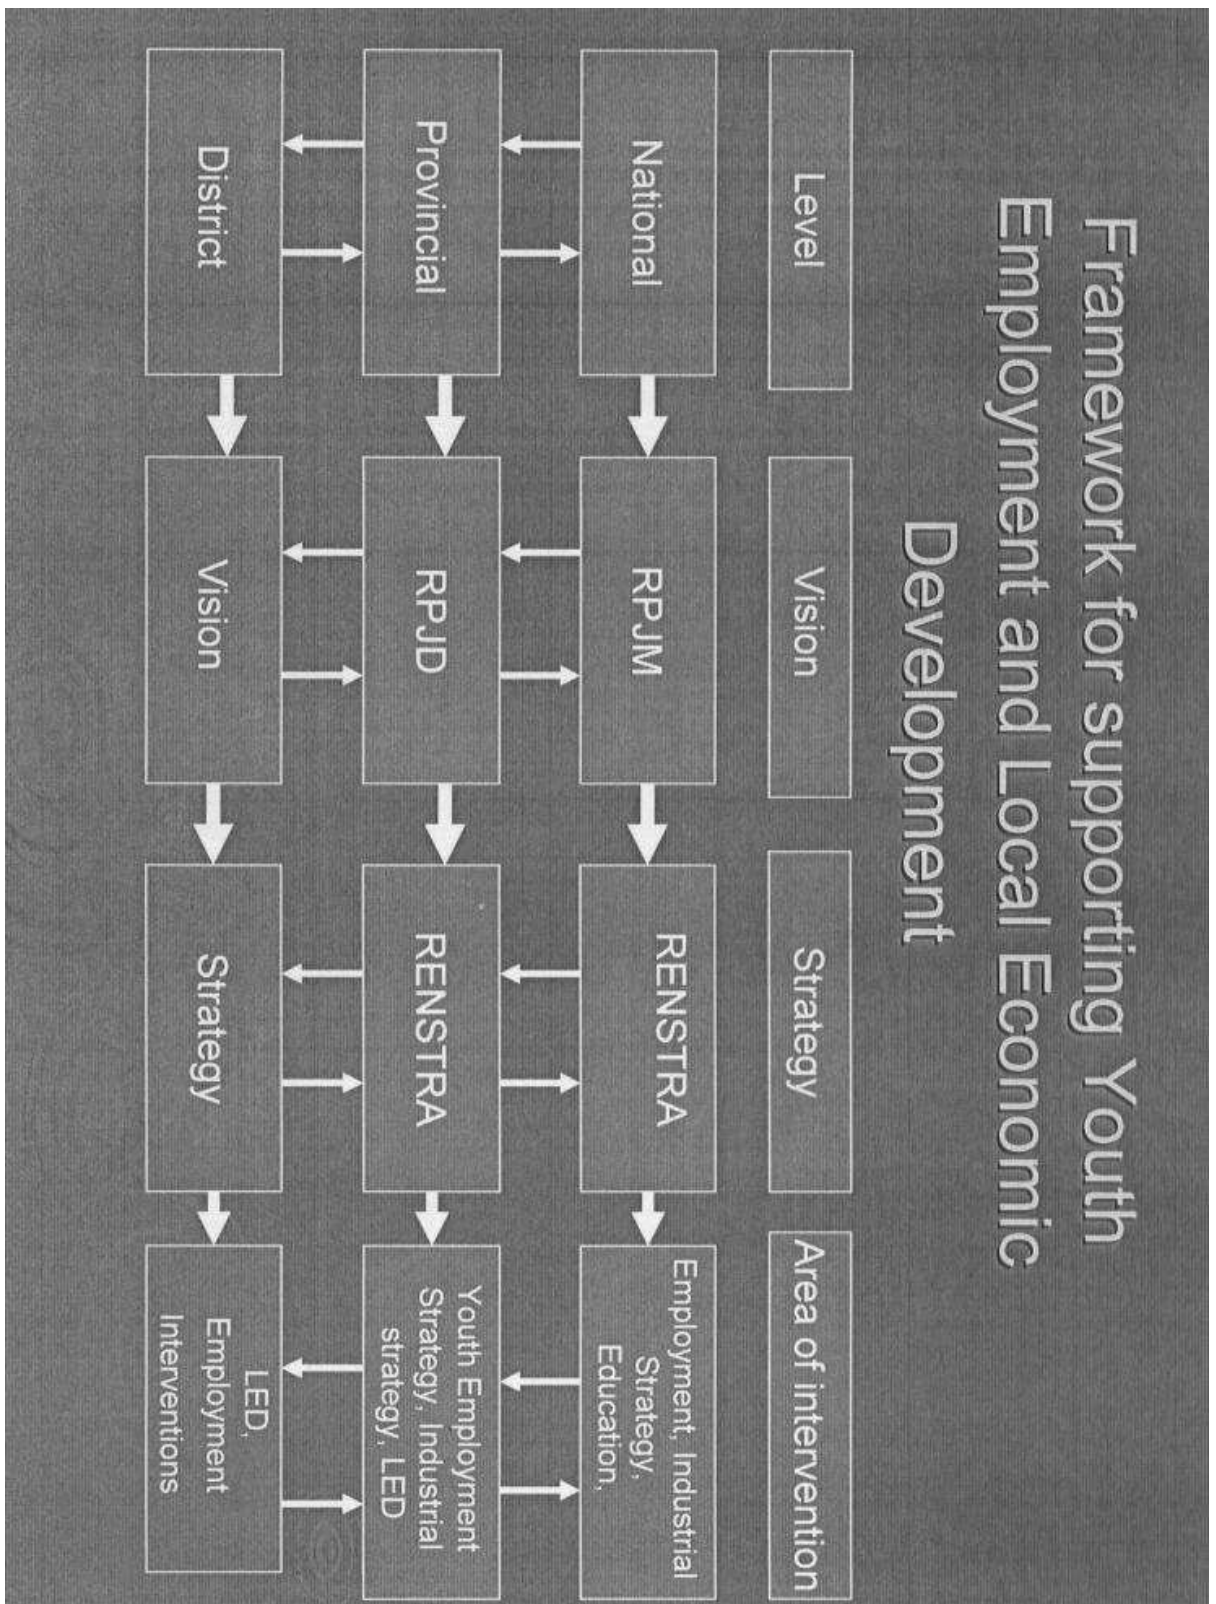 Framework for supporting Youth
Employment and Local Economic
Development
Level
Vision
Strategy
Area of intervention
National
RPJM
RENSTRA
Employment, Industrial
Strategy,
Education,
Provincial
RPJD
RENSTRA
Youth Employment
Strategy, Industrial
strategy, LED
District
Vision
Strategy
LED,
Employment
Interventions